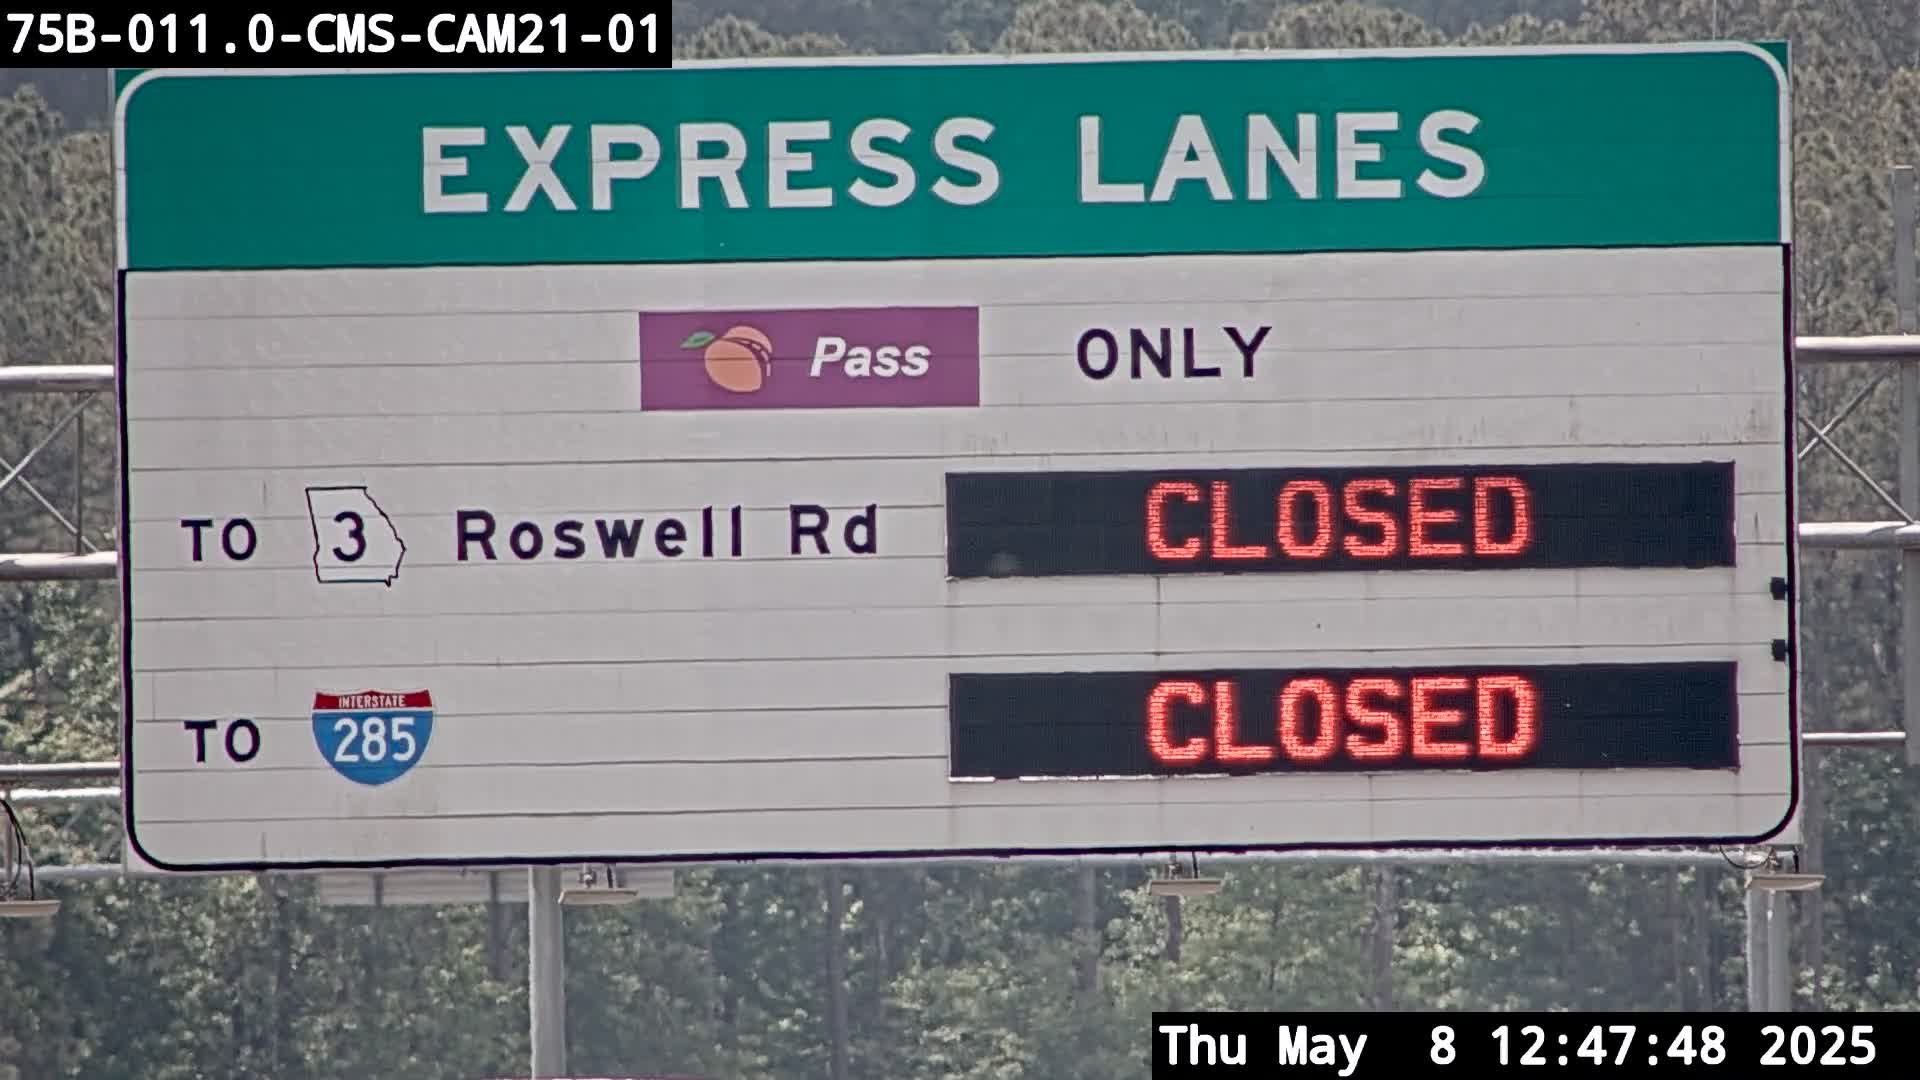 75B-011.0-CMS-CAM21-01
EXPRESS LANES
Pass ONLY
TO 3 Roswell Rd CLOSED
INTERSTATE
TO 285 CLOSED
Thu May 8 12:47:48 2025